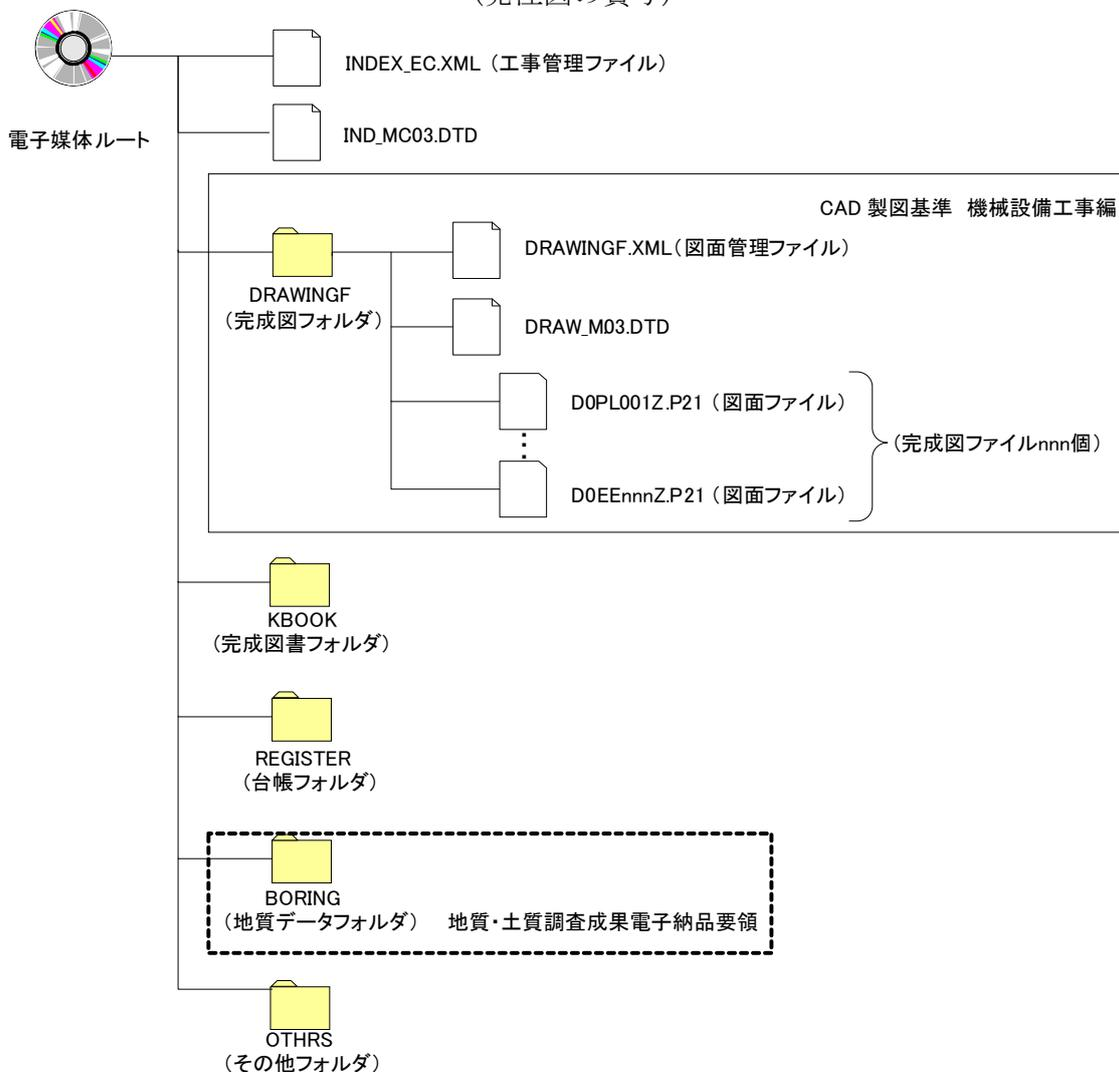 INDEX_EC.XML（工事管理ファイル）
電子媒体ルート
IND_MC03.DTD
CAD 製図基準　機械設備工事編
DRAWINGF.XML（図面管理ファイル）
DRAWINGF
（完成図フォルダ）
DRAW_M03.DTD
D0PL001Z.P21（図面ファイル）
（完成図ファイルnnn個）
D0EEnnnZ.P21（図面ファイル）
KBOOK
（完成図書フォルダ）
REGISTER
（台帳フォルダ）
BORING
（地質データフォルダ）　地質・土質調査成果電子納品要領
OTHRS
（その他フォルダ）